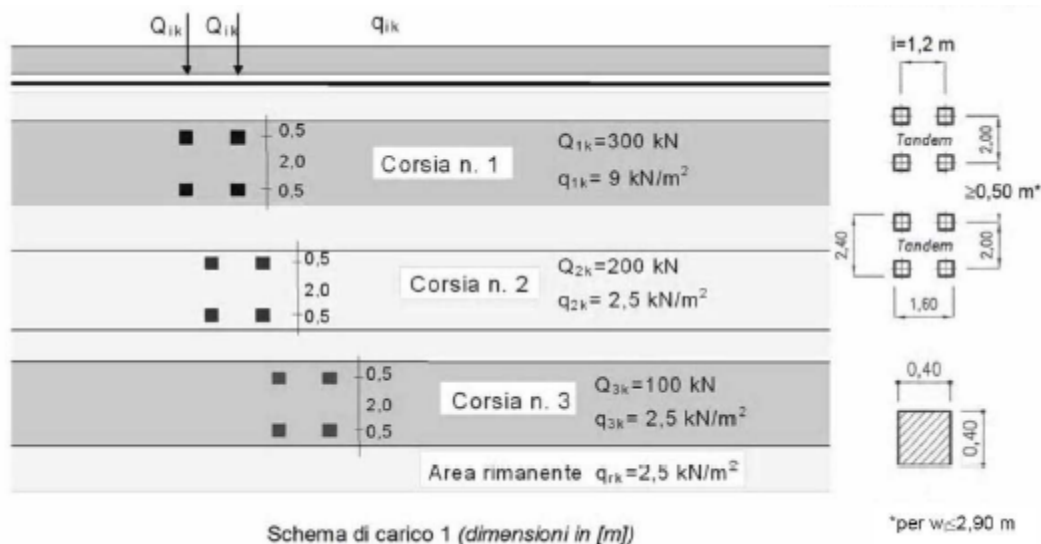 Qik Qik qik
0,5
2,0
0,5
Corsia n. 1
Q1k=300 kN
q1k= 9 kN/m²
0,5
2,0
0,5
Corsia n. 2
Q2k=200 kN
q2k= 2,5 kN/m²
0,5
2,0
0,5
Corsia n. 3
Q3k=100 kN
q3k= 2,5 kN/m²
Area rimanente qrk=2,5 kN/m²
Schema di carico 1 (dimensioni in [m])
i=1,2 m
Tandem
2,00
≥0,50 m*
Tandem
2,00
2,40
1,60
0,40
0,40
*per wl≤2,90 m